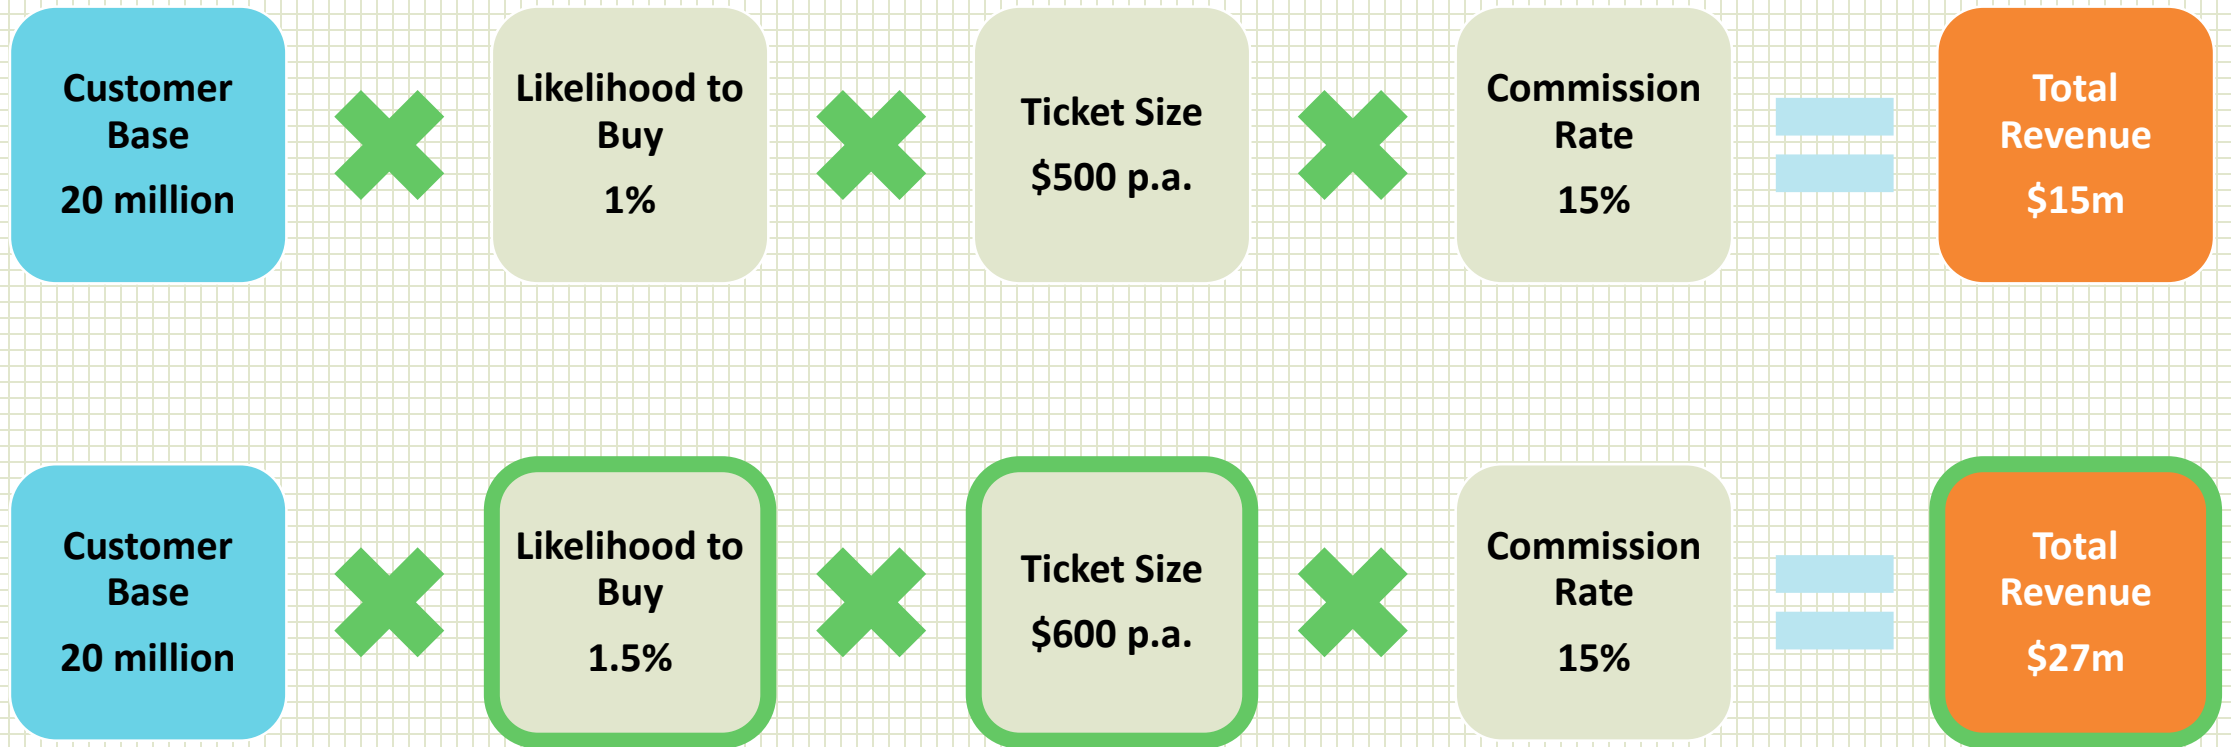 Customer
Base
20 million
Likelihood to
Buy
1%
Ticket Size
$500 p.a.
Commission
Rate
15%
Total
Revenue
$15m
Customer
Base
20 million
Likelihood to
Buy
1.5%
Ticket Size
$600 p.a.
Commission
Rate
15%
Total
Revenue
$27m